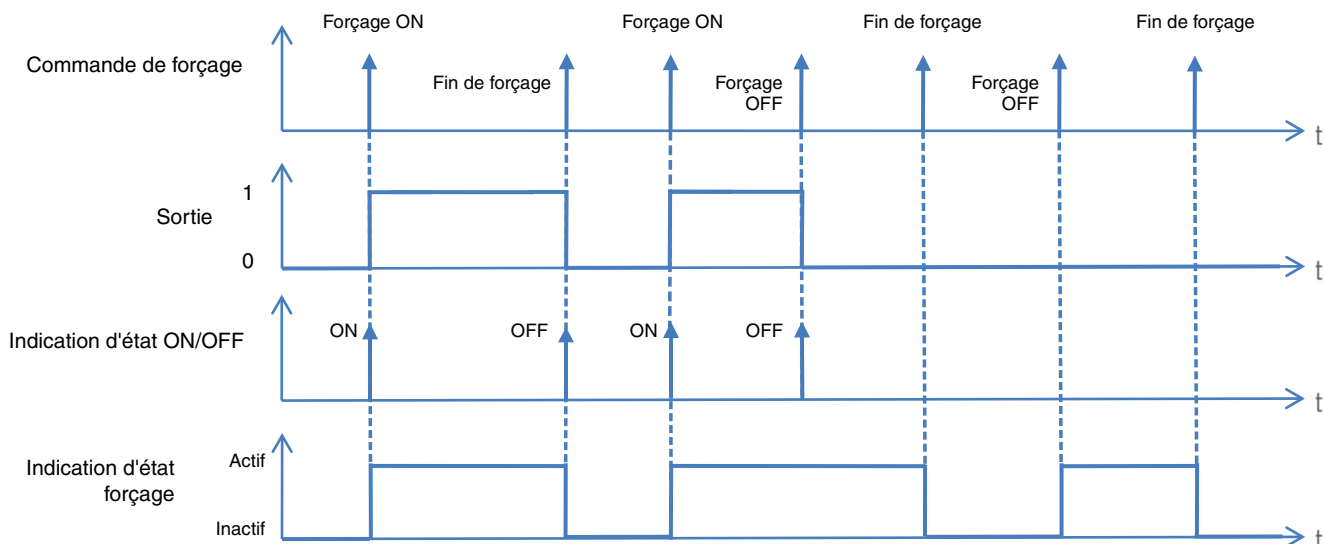 Forçage ON
Forçage ON
Fin de forçage
Fin de forçage
Commande de forçage
Fin de forçage
Forçage
OFF
Forçage
OFF
t
1
Sortie
0
t
Indication d'état ON/OFF
ON
OFF
ON
OFF
t
Indication d'état
forçage
Actif
Inactif
t